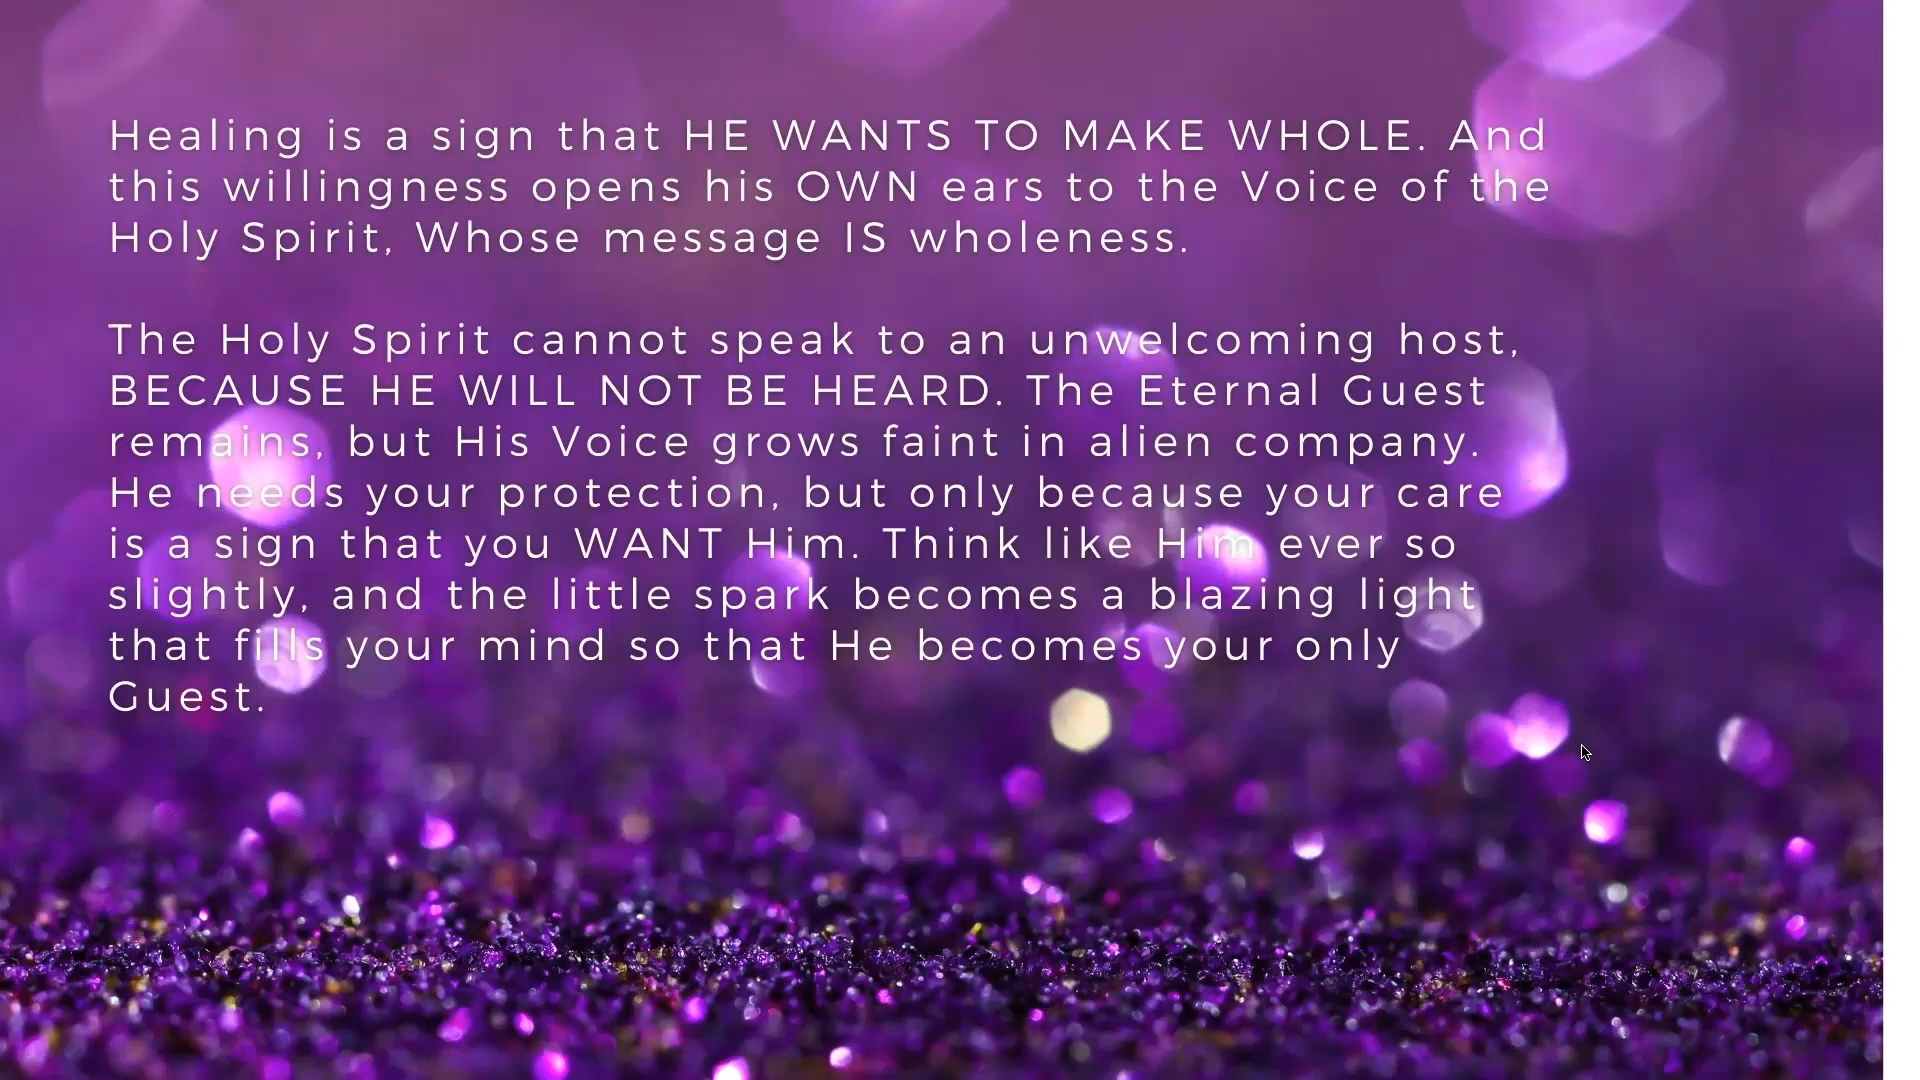 Healing is a sign that HE WANTS TO MAKE WHOLE. And
this willingness opens his OWN ears to the Voice of the
Holy Spirit, Whose message IS wholeness.
The Holy Spirit cannot speak to an unwelcoming host,
BECAUSE HE WILL NOT BE HEARD. The Eternal Guest
remains, but His Voice grows faint in alien company.
He needs your protection, but only because your care
is a sign that you WANT Him. Think like Him ever so
slightly, and the little spark becomes a blazing light
that fills your mind so that He becomes your only
Guest.